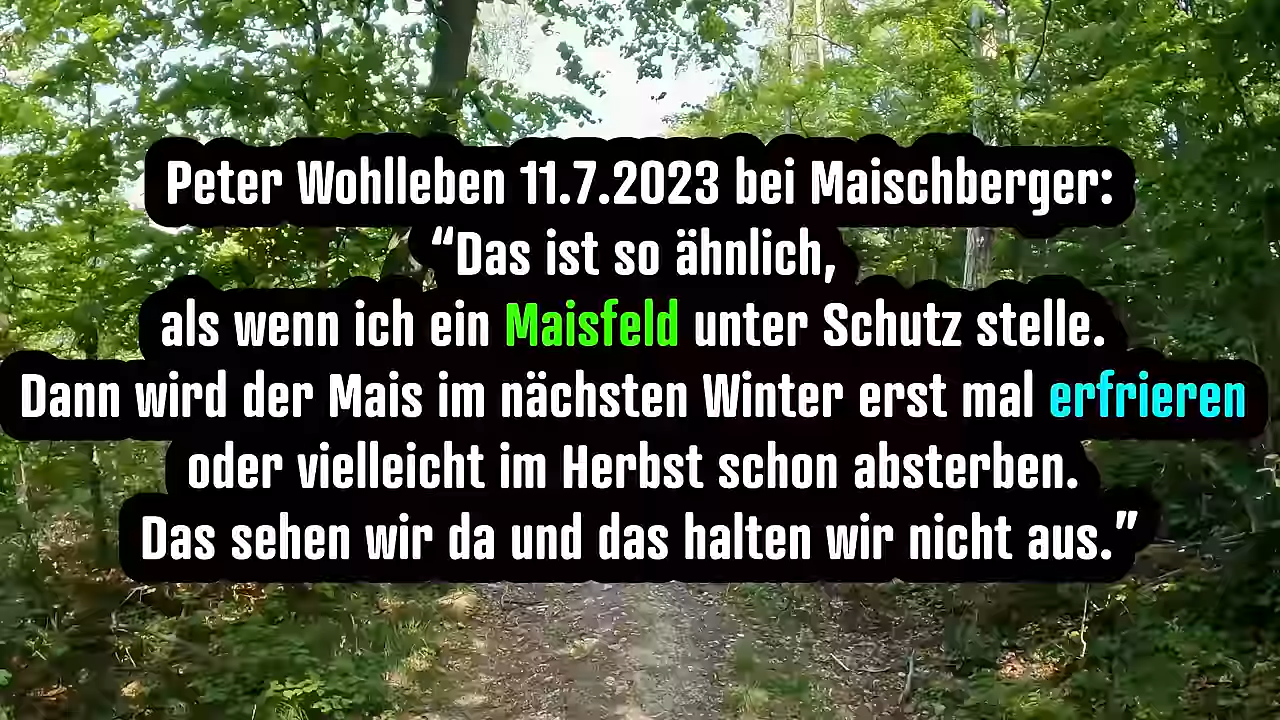 Peter Wohlleben 11.7.2023 bei Maischberger:
“Das ist so ähnlich,
als wenn ich ein Maisfeld unter Schutz stelle.
Dann wird der Mais im nächsten Winter erst mal erfrieren
oder vielleicht im Herbst schon absterben.
Das sehen wir da und das halten wir nicht aus.”